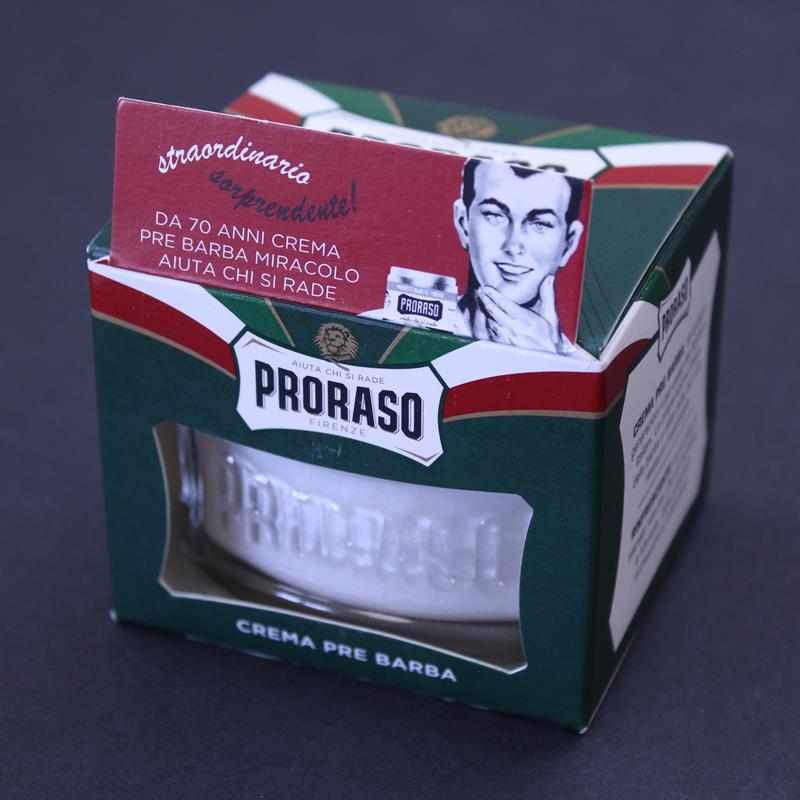 straordinario
sorprendente!
DA 70 ANNI CREMA
PRE BARBA MIRACOLO
AIUTA CHI SI RADE
PRORASO
AIUTA CHI SI RADE
PRORASO
FIRENZE
PRORASO
CREMA PRE BARBA
PRORASO
CREMA PRE BARBA